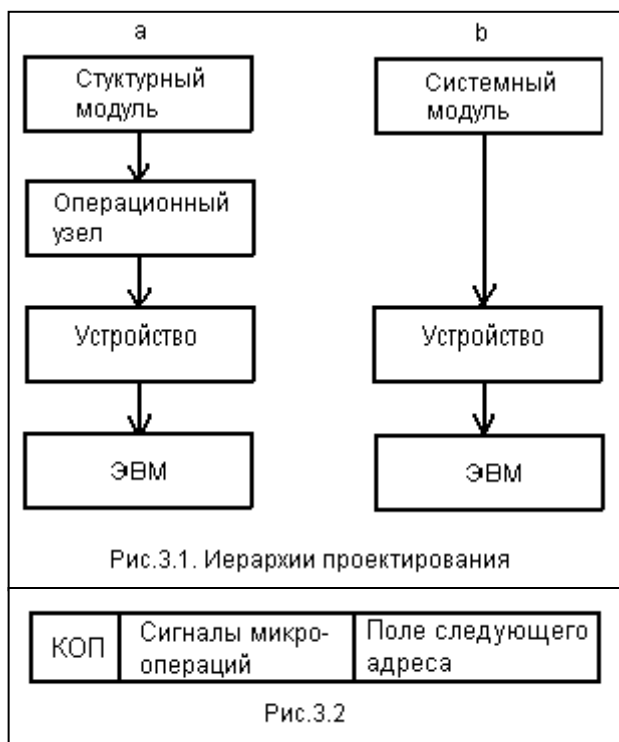 a
Стуктурный
модуль
Операционный
узел
Устройство
ЭВМ
b
Системный
модуль
Устройство
ЭВМ
Рис.3.1. Иерархии проектирования
КОП
Сигналы микро-
операций
Поле следующего
адреса
Рис.3.2